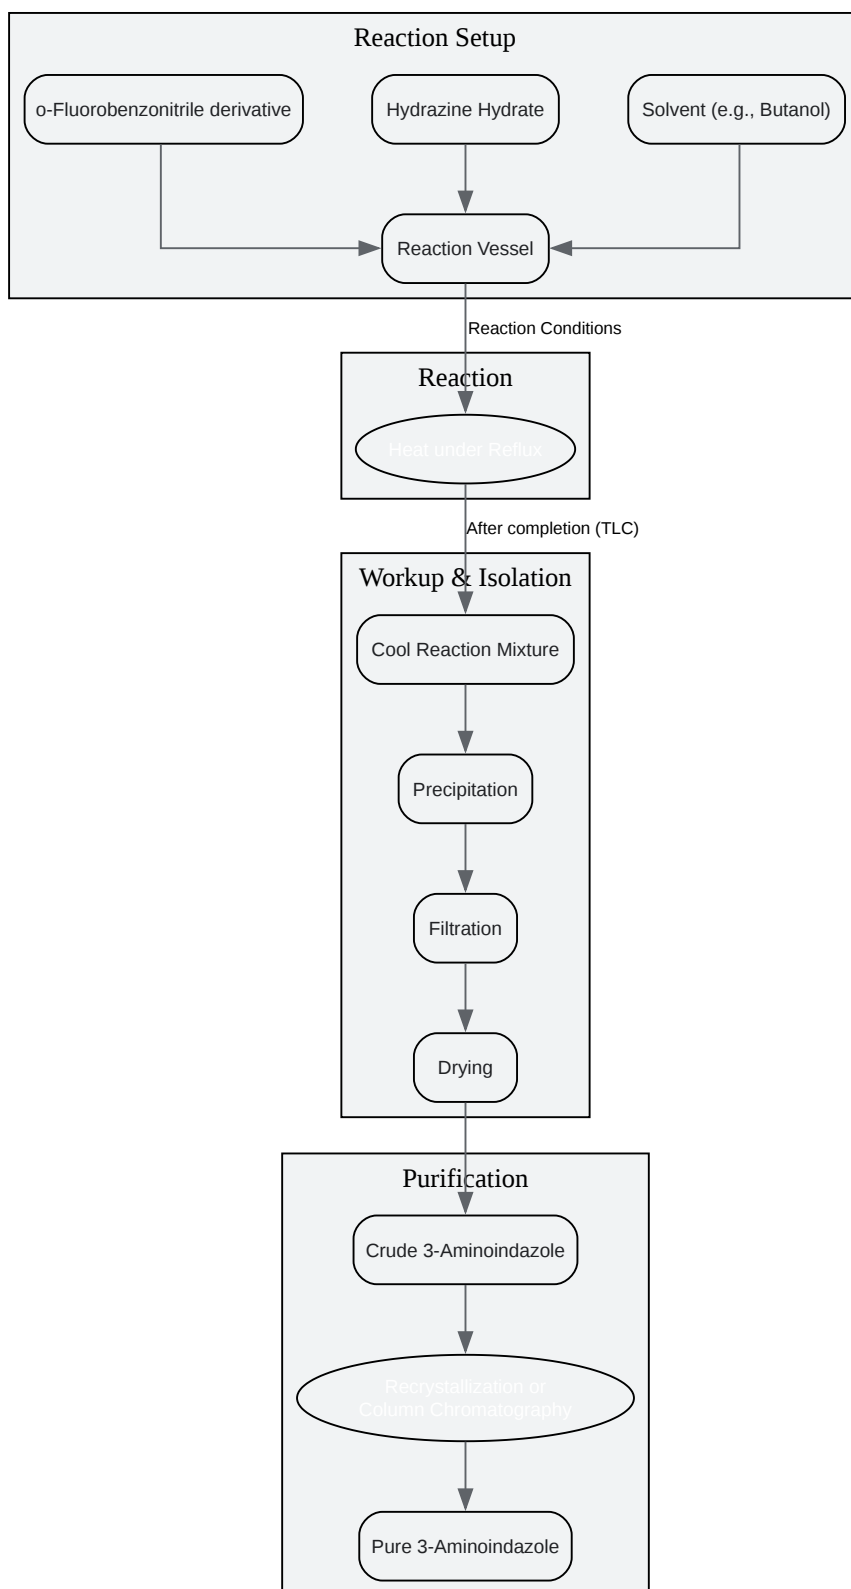 Reaction Setup
o-Fluorobenzonitrile derivative
Hydrazine Hydrate
Solvent (e.g., Butanol)
Reaction Vessel
Reaction Conditions
Reaction
Heat under Reflux
After completion (TLC)
Workup & Isolation
Cool Reaction Mixture
Precipitation
Filtration
Drying
Purification
Crude 3-Aminoindazole
Recrystallization or
Column Chromatography
Pure 3-Aminoindazole